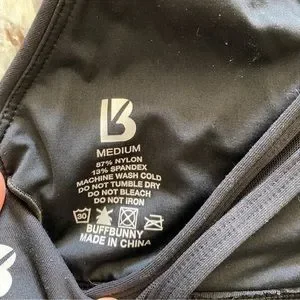 B
MEDIUM
87% NYLON
13% SPANDEX
MACHINE WASH COLD
DO NOT TUMBLE DRY
DO NOT BLEACH
DO NOT IRON
30
BUFFBUNNY
MADE IN CHINA
B